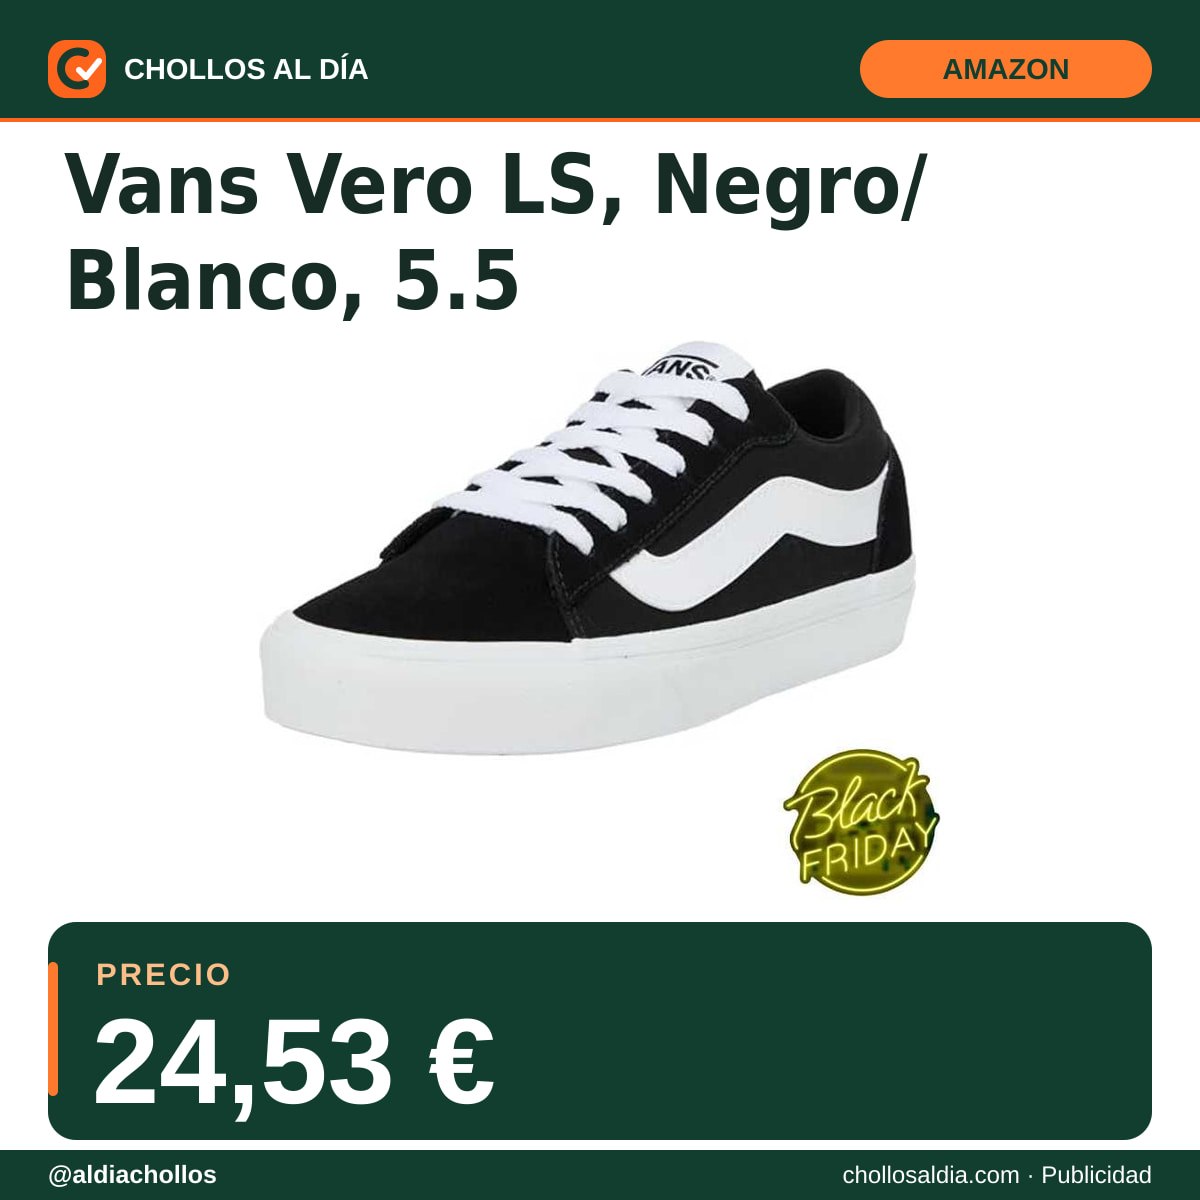 CHOLLOS AL DÍA
AMAZON
Vans Vero LS, Negro/
Blanco, 5.5
VANS
Black
FRIDAY
PRECIO
24,53 €
@aldiachollos
chollosaldia.com · Publicidad